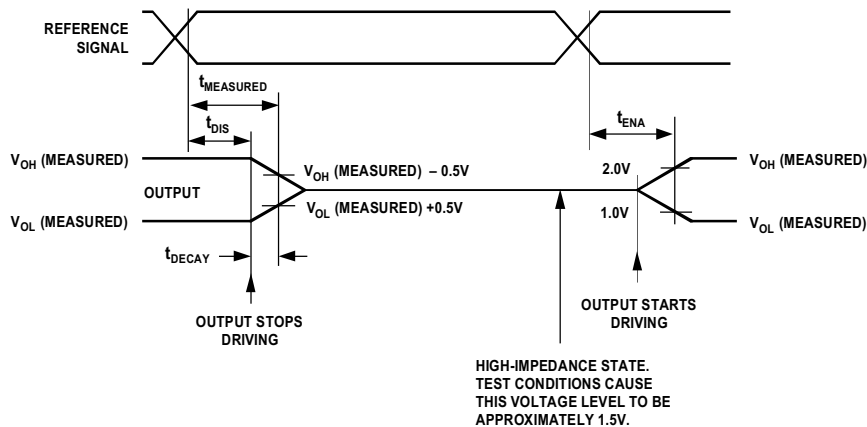 REFERENCE
SIGNAL
tMEASURED
tDIS
tENA
VOH (MEASURED)
VOH (MEASURED) – 0.5V
2.0V
VOH (MEASURED)
OUTPUT
VOL (MEASURED) +0.5V
1.0V
VOL (MEASURED)
VOL (MEASURED)
tDECAY
OUTPUT STOPS
DRIVING
OUTPUT STARTS
DRIVING
HIGH-IMPEDANCE STATE.
TEST CONDITIONS CAUSE
THIS VOLTAGE LEVEL TO BE
APPROXIMATELY 1.5V.